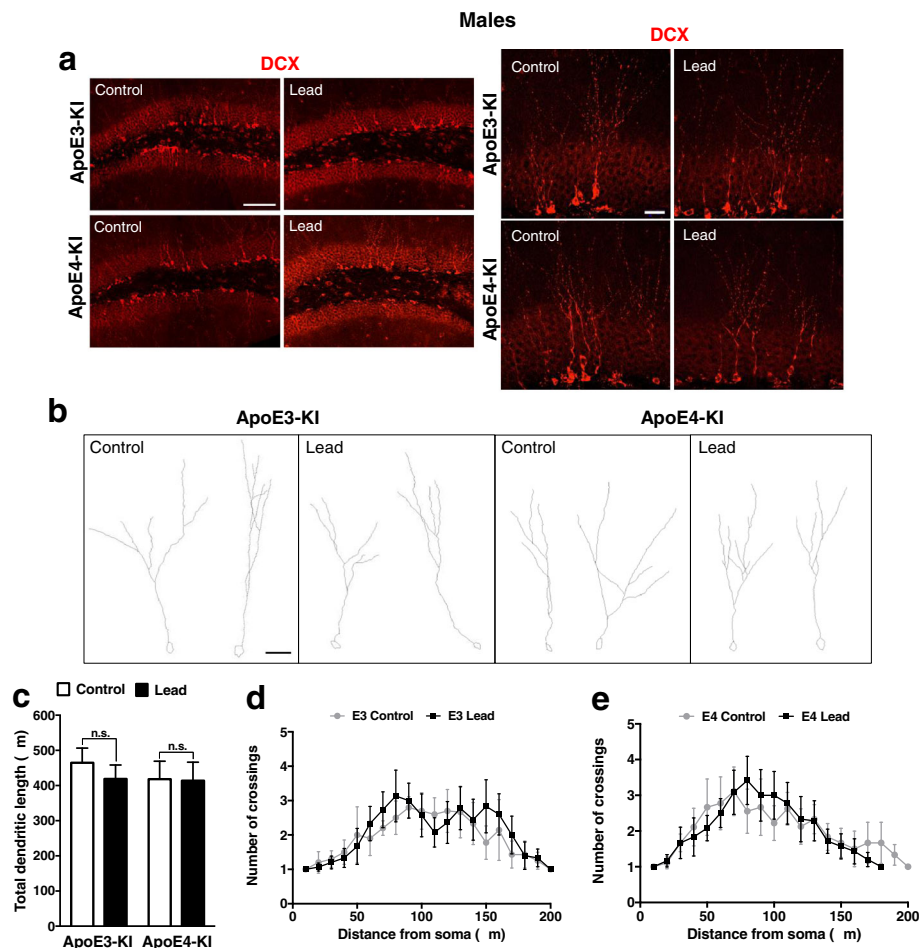 Males
a
DCX
DCX
Control
Lead
Control
Lead
ApoE3-KI
ApoE3-KI
Control
Lead
Control
Lead
ApoE4-KI
ApoE4-KI
b
ApoE3-KI
ApoE4-KI
Control
Lead
Control
Lead
c
Control
Lead
Total dendritic length ( m)
600
500
400
300
200
100
0
n.s.
n.s.
ApoE3-KI
ApoE4-KI
d
E3 Control
E3 Lead
Number of crossings
5
4
3
2
1
0
0
50
100
150
200
Distance from soma ( m)
e
E4 Control
E4 Lead
Number of crossings
5
4
3
2
1
0
0
50
100
150
200
Distance from soma ( m)